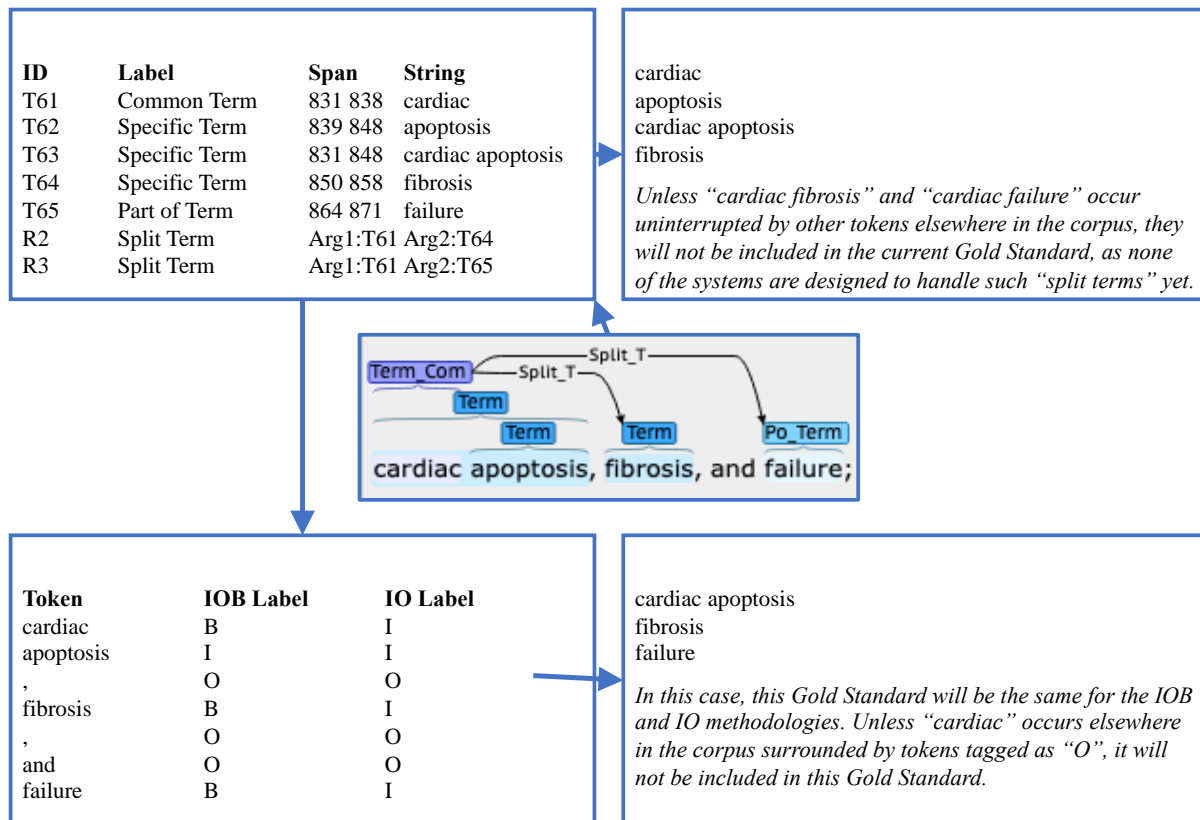 ID Label Span String
T61 Common Term 831 838 cardiac
T62 Specific Term 839 848 apoptosis
T63 Specific Term 831 848 cardiac apoptosis
T64 Specific Term 850 858 fibrosis
T65 Part of Term 864 871 failure
R2 Split Term Arg1:T61 Arg2:T64
R3 Split Term Arg1:T61 Arg2:T65
cardiac
apoptosis
cardiac apoptosis
fibrosis
Unless “cardiac fibrosis” and “cardiac failure” occur
uninterrupted by other tokens elsewhere in the corpus, they
will not be included in the current Gold Standard, as none
of the systems are designed to handle such “split terms” yet.
Split_T
Term_Com Split_T
Term
Term Term Po_Term
cardiac apoptosis, fibrosis, and failure;
Token IOB Label IO Label
cardiac B I
apoptosis I I
, O O
fibrosis B I
, O O
and O O
failure B I
cardiac apoptosis
fibrosis
failure
In this case, this Gold Standard will be the same for the IOB
and IO methodologies. Unless “cardiac” occurs elsewhere
in the corpus surrounded by tokens tagged as “O”, it will
not be included in this Gold Standard.